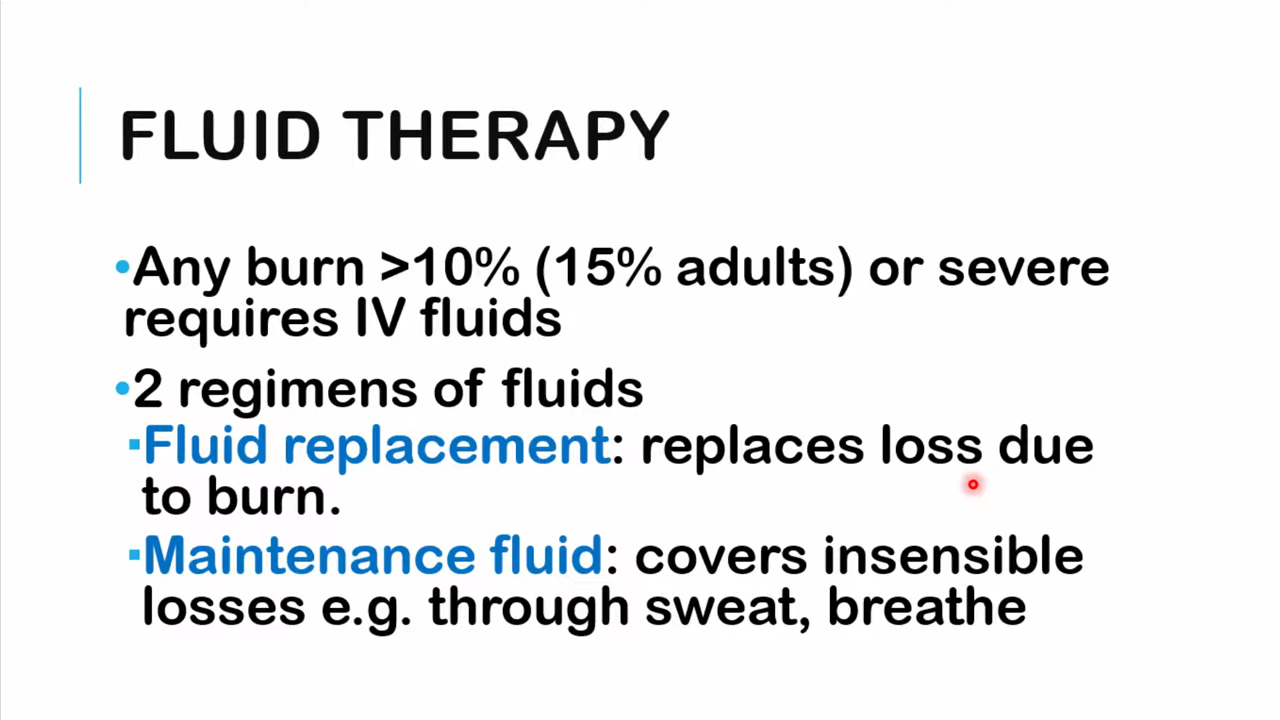 FLUID THERAPY
•Any burn >10% (15% adults) or severe
requires IV fluids
•2 regimens of fluids
▪Fluid replacement: replaces loss due
to burn.
▪Maintenance fluid: covers insensible
losses e.g. through sweat, breathe